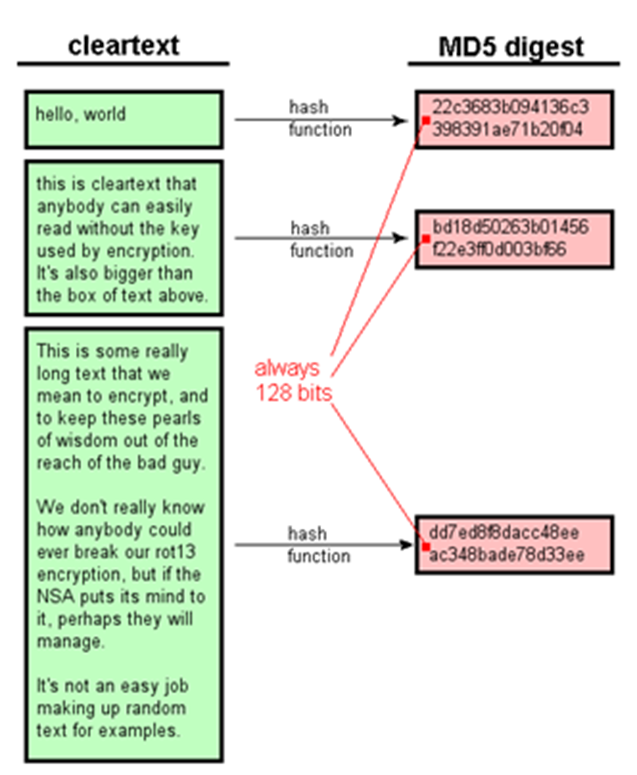 cleartext
MD5 digest
hello, world
hash
function
22c3683b094136c3
398391ae71b20f04
this is cleartext that
anybody can easily
read without the key
used by encryption.
It's also bigger than
the box of text above.
hash
function
bd18d50263b01456
f22e3ff0d003bf66
always
128 bits
This is some really
long text that we
mean to encrypt, and
to keep these pearls
of wisdom out of the
reach of the bad guy.
We don't really know
how anybody could
ever break our rot13
encryption, but if the
NSA puts its mind to
it, perhaps they will
manage.
It's not an easy job
making up random
text for examples.
hash
function
dd7ed8f8dacc48ee
ac348bade78d33ee